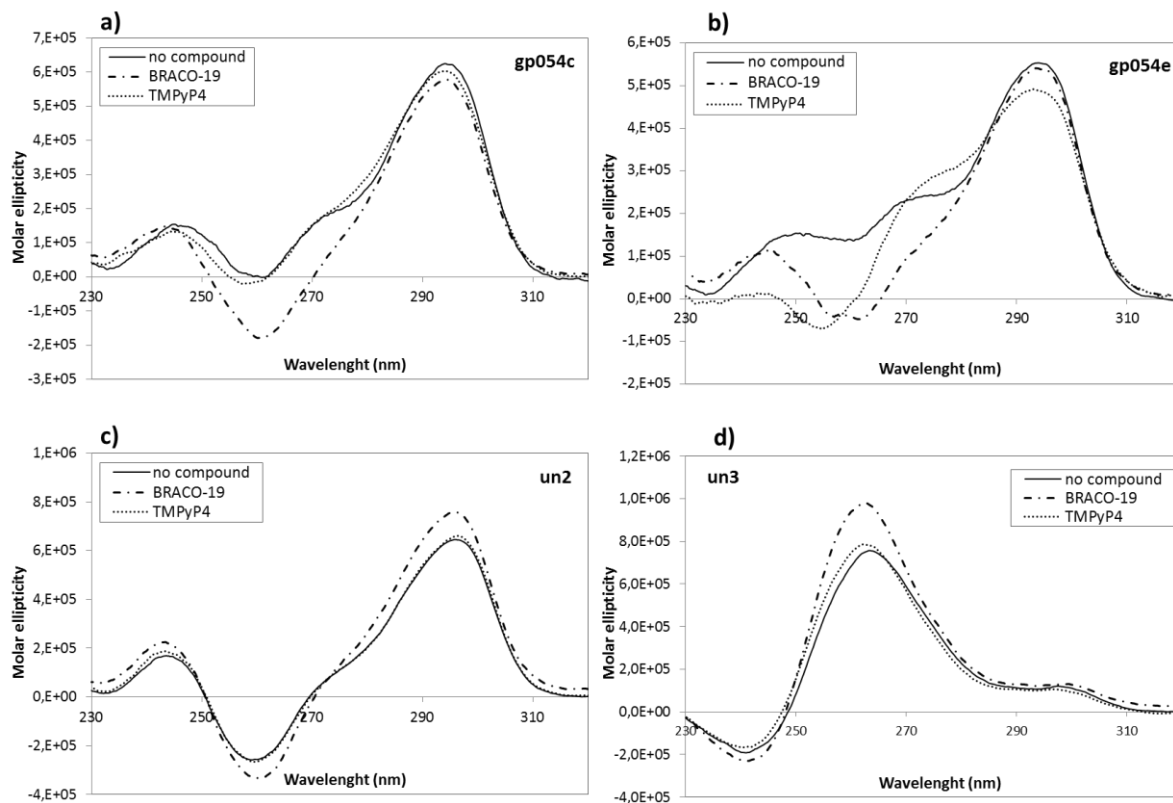 a)
7,E+05
6,E+05
5,E+05
4,E+05
3,E+05
2,E+05
1,E+05
0,E+00
-1,E+05
-2,E+05
-3,E+05
no compound
BRACO-19
TMPyP4
gp054c
Molar ellipticity
230 250 270 290 310
Wavelenght (nm)
b)
6,E+05
5,E+05
4,E+05
3,E+05
2,E+05
1,E+05
0,E+00
-1,E+05
-2,E+05
no compound
BRACO-19
TMPyP4
gp054e
Molar ellipticity
230 250 270 290 310
Wavelenght (nm)
c)
1,E+06
8,E+05
6,E+05
4,E+05
2,E+05
0,E+00
-2,E+05
-4,E+05
no compound
BRACO-19
TMPyP4
un2
Molar ellipticity
230 250 270 290 310
Wavelenght (nm)
d)
1,2E+06
1,0E+06
8,0E+05
6,0E+05
4,0E+05
2,0E+05
0,0E+00
-2,0E+05
-4,0E+05
un3
no compound
BRACO-19
TMPyP4
Molar ellipticity
230 250 270 290 310
Wavelenght (nm)